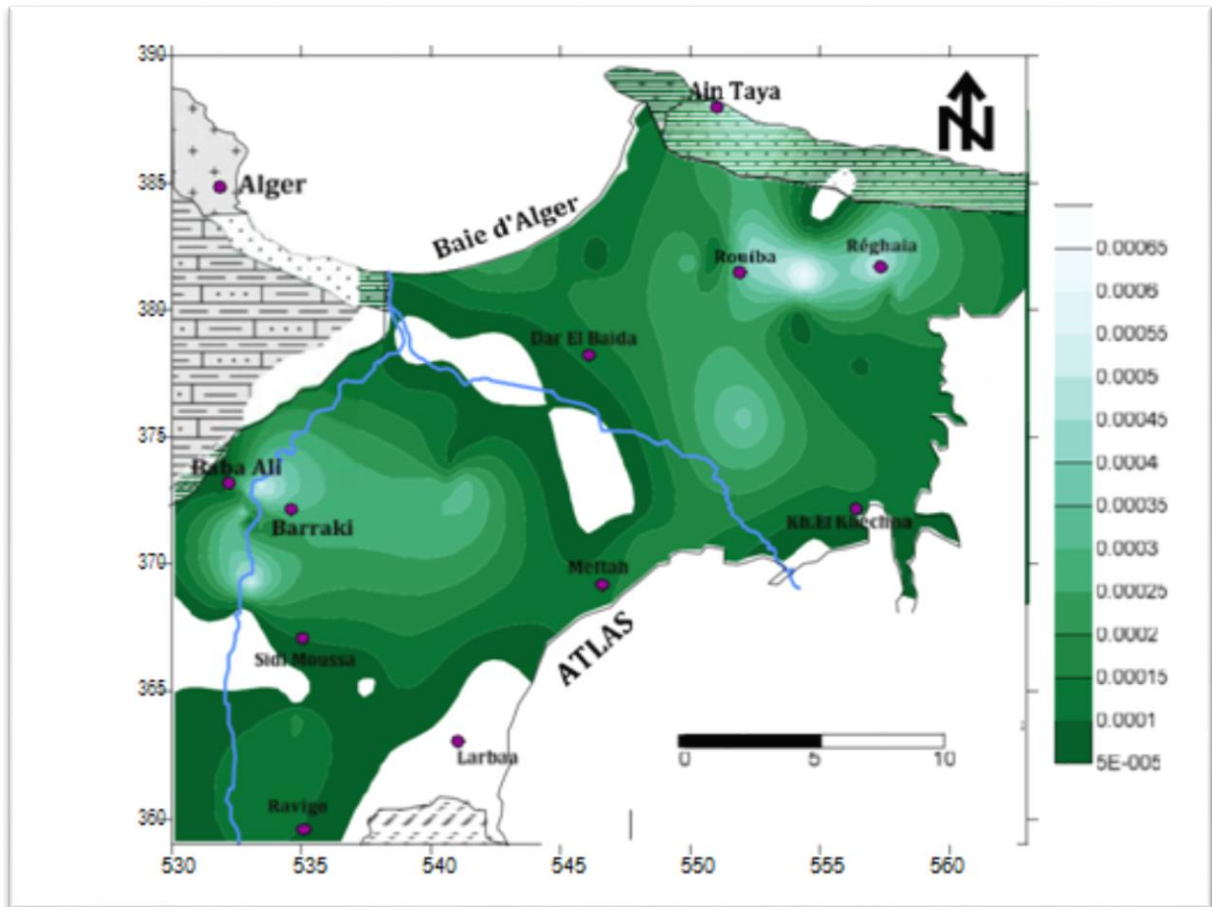 390
Ain Taya
N
385
Alger
Baie d'Alger
Rouiba
Réghaia
0.00065
380
0.0006
Dar El Baida
0.00055
0.0005
375
0.00045
Baba Ali
0.0004
0.00035
Barraki
Kh.El Khechna
370
0.0003
Meftah
0.00025
ATLAS
0.0002
Sidi Moussa
365
0.00015
0.0001
Larbaa
0 5 10
5E-005
Ravigo
360
530 535 540 545 550 555 560